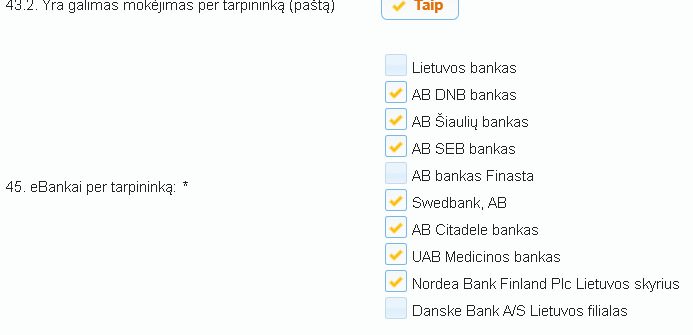 43.2. Yra galimas mokėjimas per tarpininką (paštą)
Taip
Lietuvos bankas
AB DNB bankas
AB Šiaulių bankas
AB SEB bankas
AB bankas Finasta
45. eBankai per tarpininką: *
Swedbank, AB
AB Citadele bankas
UAB Medicinos bankas
Nordea Bank Finland Plc Lietuvos skyrius
Danske Bank A/S Lietuvos filialas